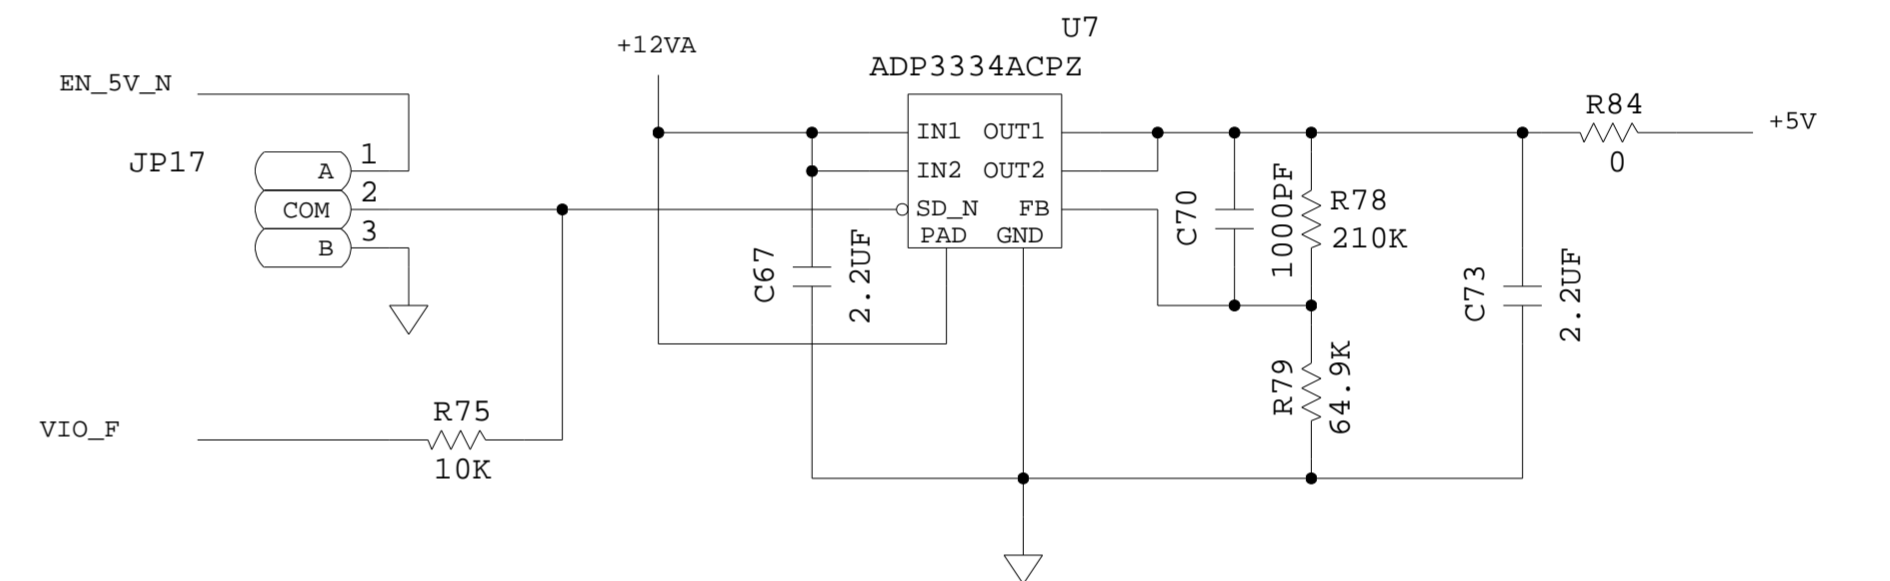 U7
+12VA
ADP3334ACPZ
EN_5V_N
R84
+5V
IN1 OUT1
JP17
1
0
A
IN2 OUT2
2
COM
SD_N FB
R78
3
B
PAD GND
210K
C70
1000PF
C67
2.2UF
C73
2.2UF
R79
64.9K
R75
VIO_F
10K